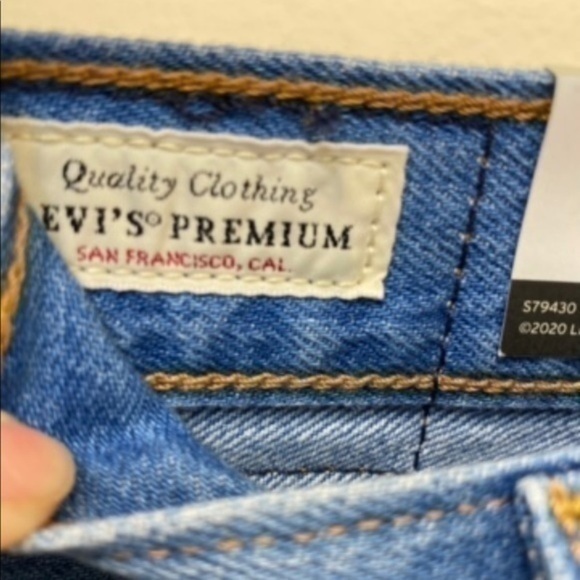 Quality Clothing
EVI'S® PREMIUM
SAN FRANCISCO, CAL.
S79430
©2020 L